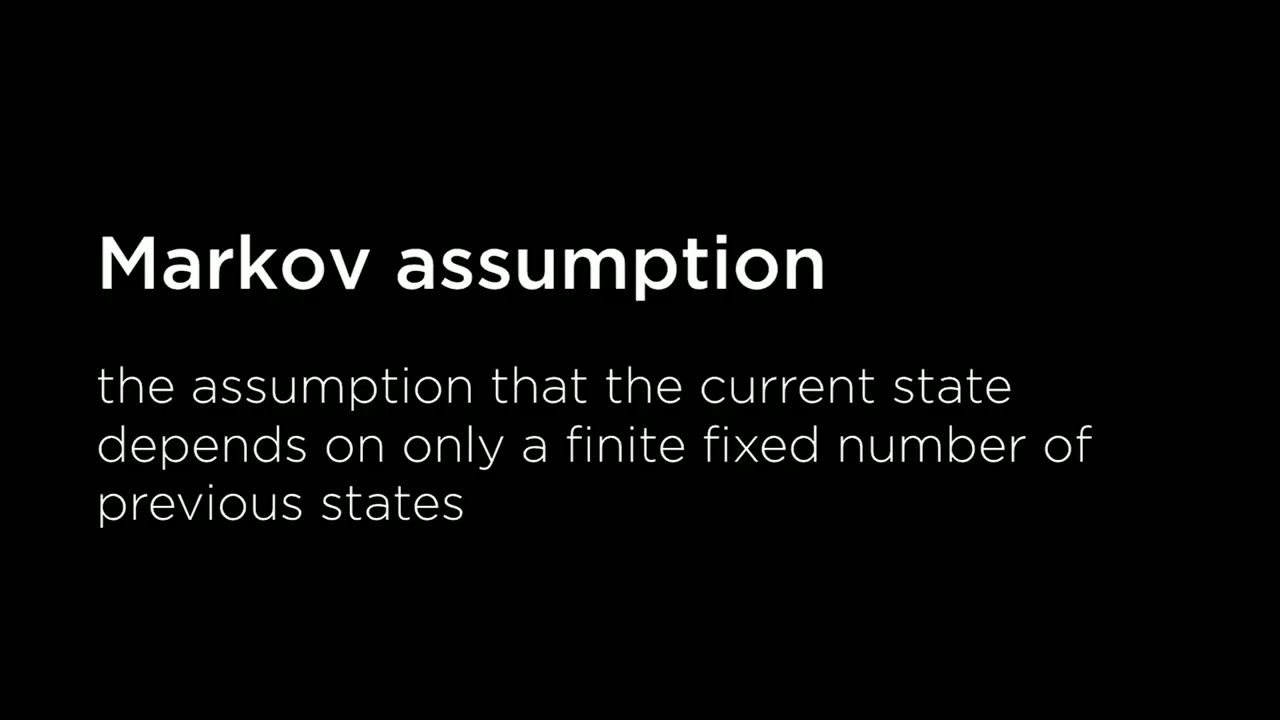 Markov assumption
the assumption that the current state
depends on only a finite fixed number of
previous states